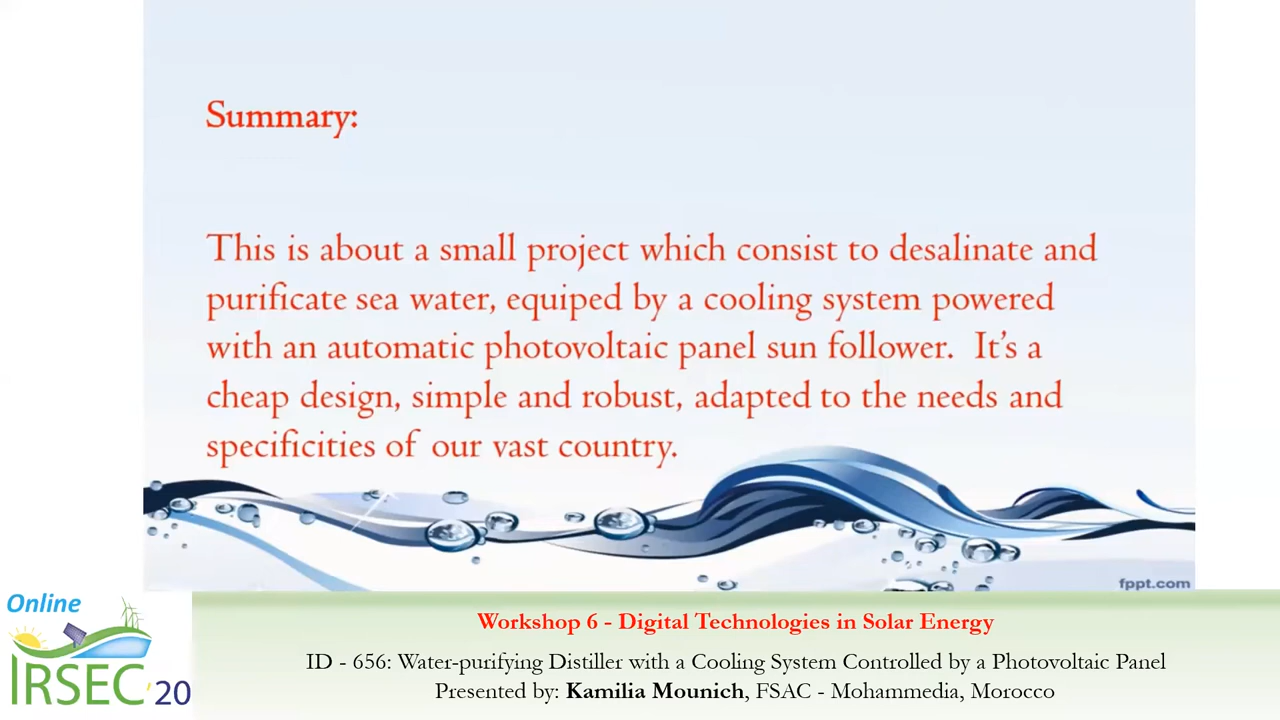 Summary:
This is about a small project which consist to desalinate and
purificate sea water, equiped by a cooling system powered
with an automatic photovoltaic panel sun follower. It's a
cheap design, simple and robust, adapted to the needs and
specificities of our vast country.
fppt.com
Online
IRSEC'20
Workshop 6 - Digital Technologies in Solar Energy
ID - 656: Water-purifying Distiller with a Cooling System Controlled by a Photovoltaic Panel
Presented by: Kamilia Mounich, FSAC - Mohammedia, Morocco